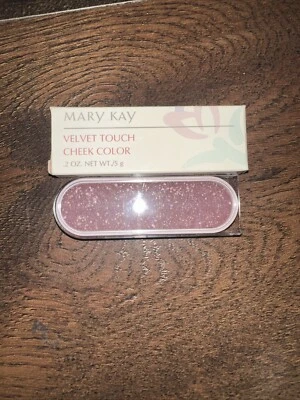 MARY KAY
VELVET TOUCH
CHEEK COLOR
.2 OZ. NET WT./5 g